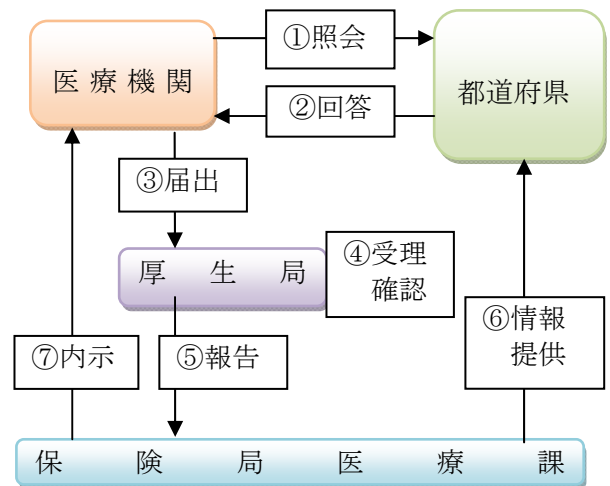 ①照会
医療機関
都道府県
②回答
③届出
厚生局
④受理
確認
⑥情報
提供
⑦内示
⑤報告
保険局医療課